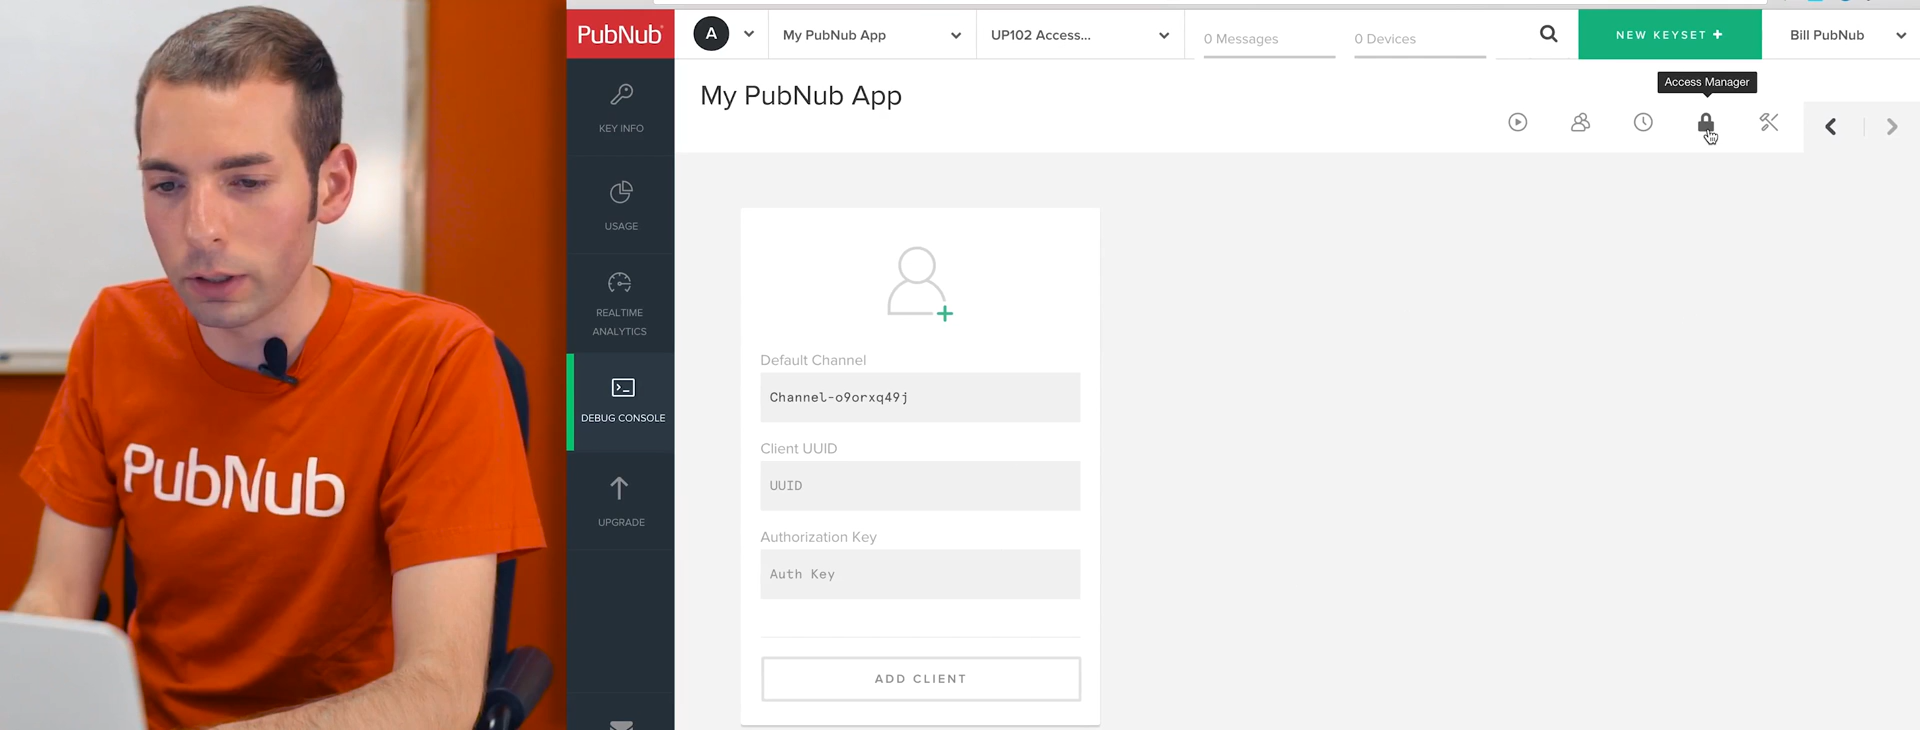 PubNub
A
My PubNub App
UP102 Access...
0 Messages
0 Devices
NEW KEYSET +
Bill PubNub
Access Manager
My PubNub App
KEY INFO
USAGE
REALTIME
ANALYTICS
DEBUG CONSOLE
UPGRADE
Default Channel
Channel-o9orxq49j
Client UUID
UUID
Authorization Key
Auth Key
ADD CLIENT
PubNub